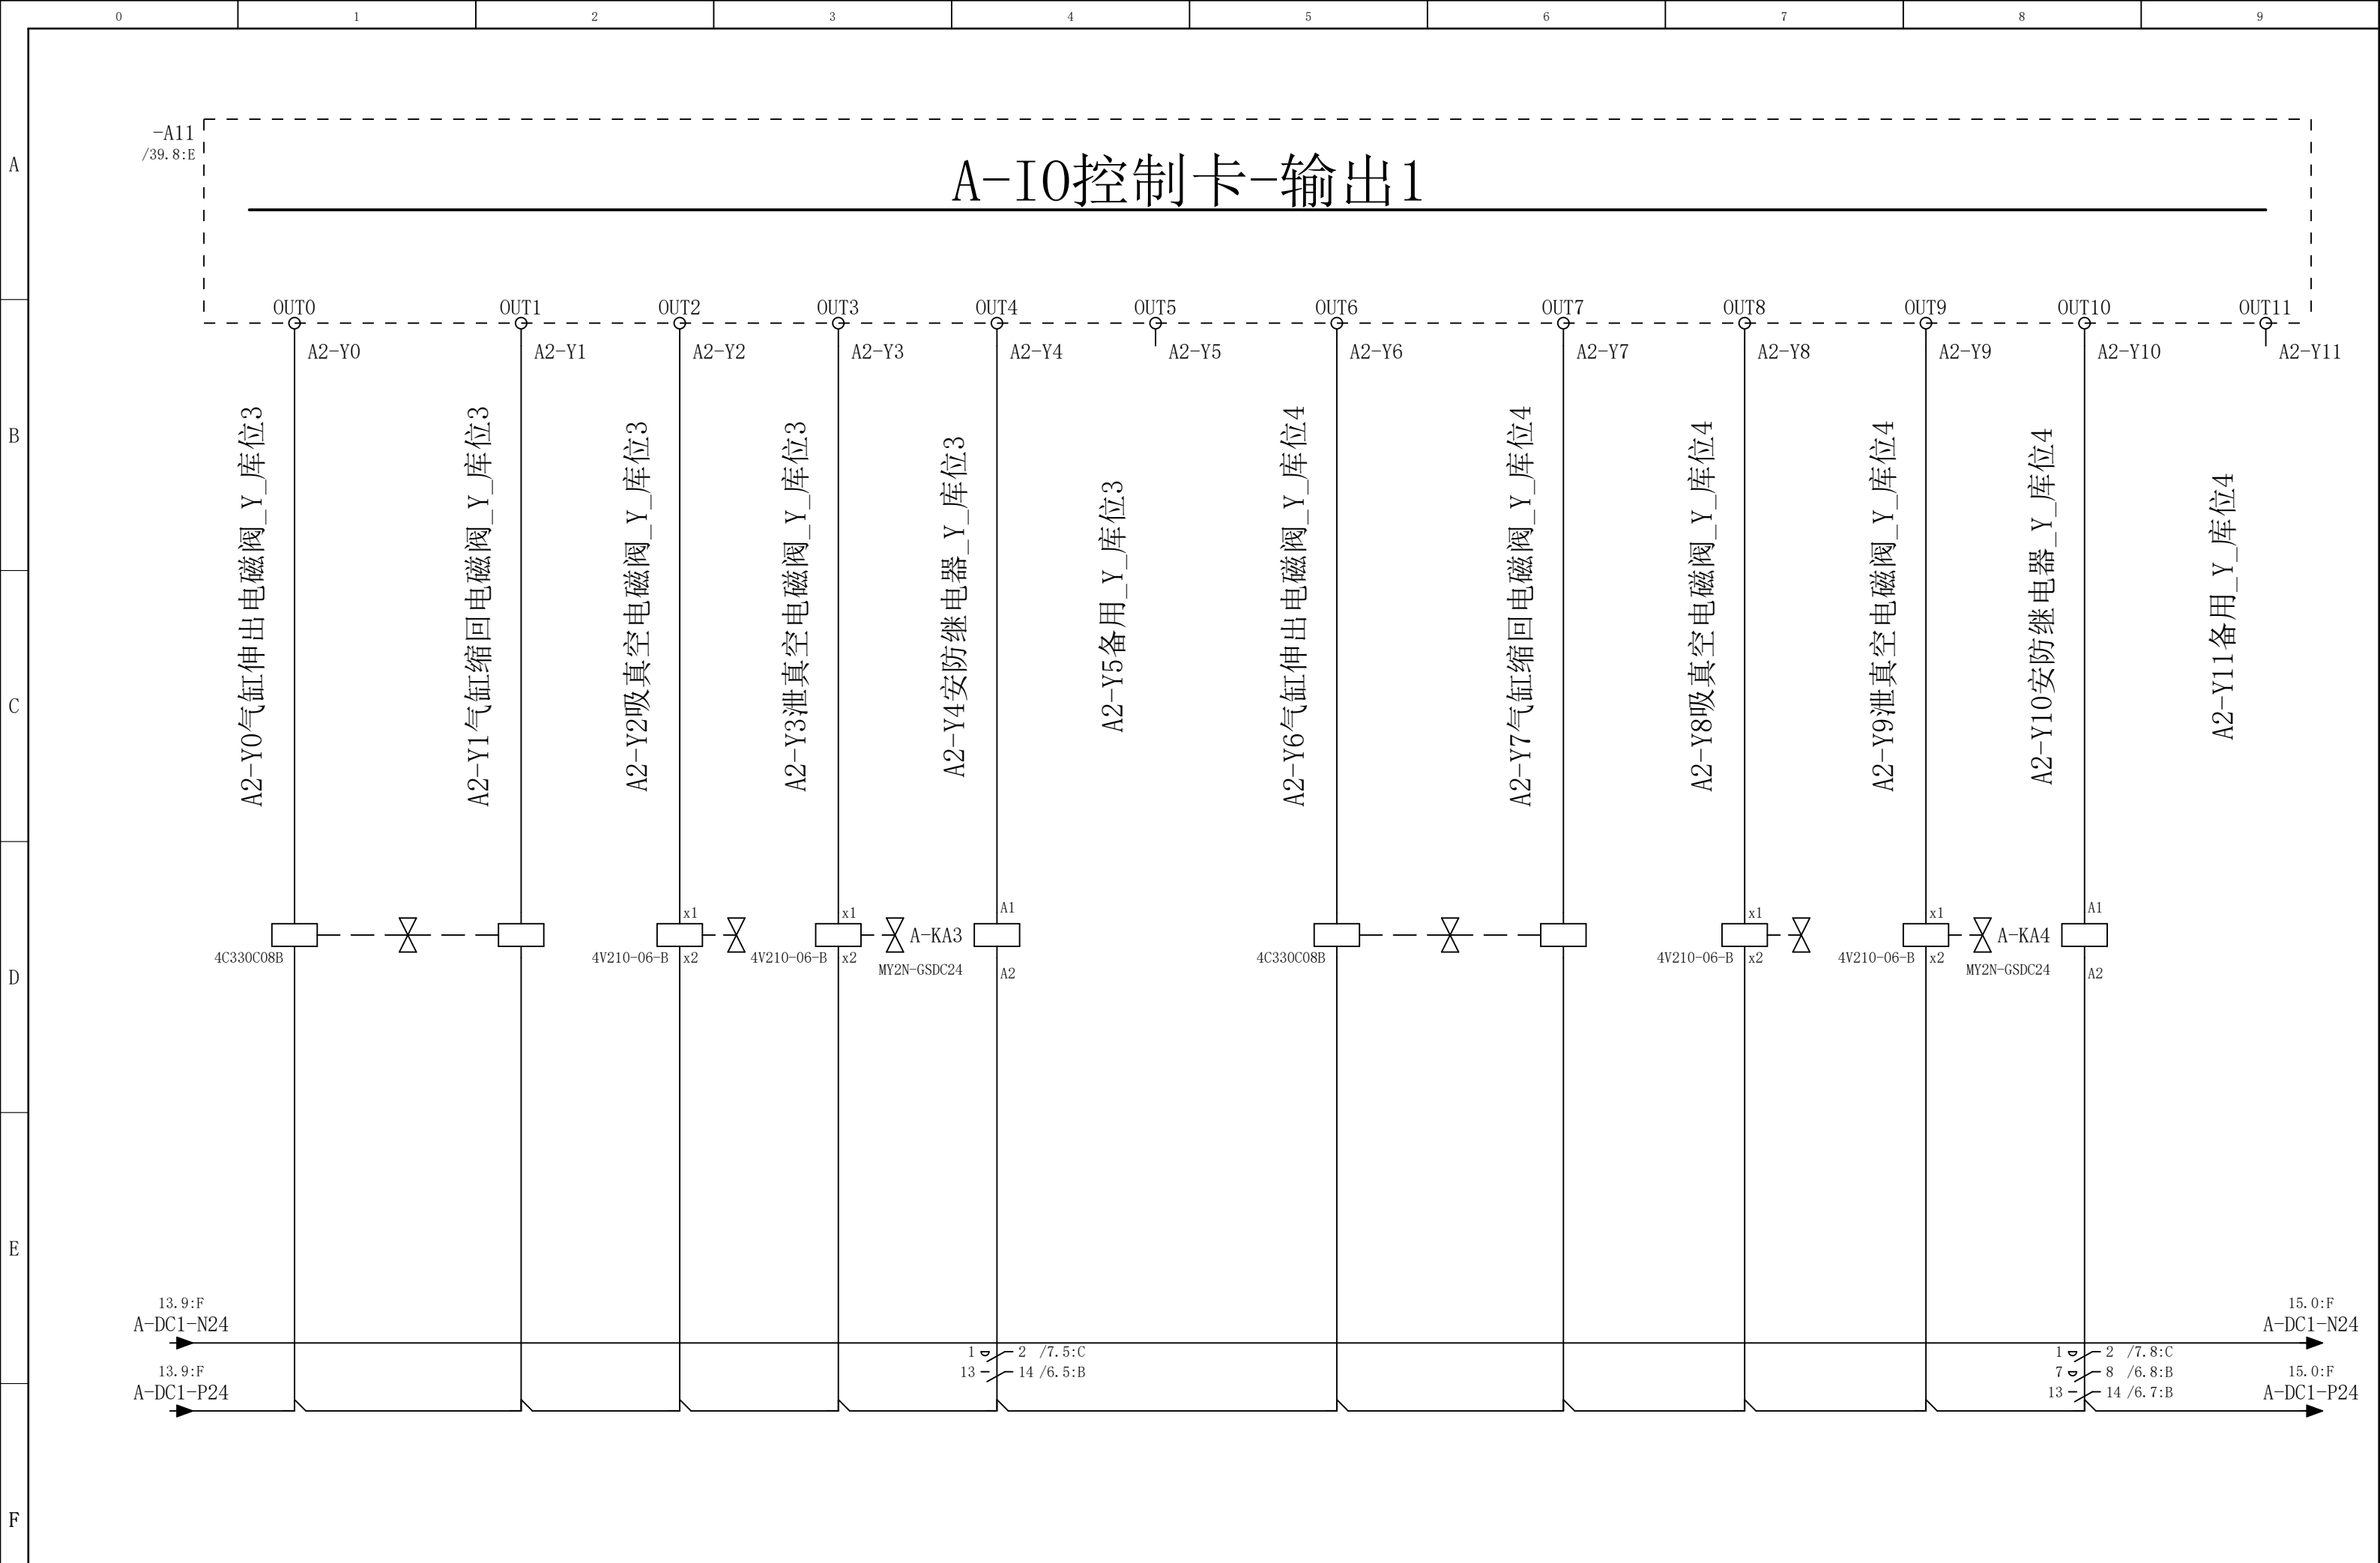 0 1 2 3 4 5 6 7 8 9
A
B
C
D
E
F
-A11
/39.8:E
A-IO控制卡-输出1
OUT0 OUT1 OUT2 OUT3 OUT4 OUT5 OUT6 OUT7 OUT8 OUT9 OUT10 OUT11
A2-Y0 A2-Y1 A2-Y2 A2-Y3 A2-Y4 A2-Y5 A2-Y6 A2-Y7 A2-Y8 A2-Y9 A2-Y10 A2-Y11
A2-Y0气缸伸出电磁阀_Y_库位3
A2-Y1气缸缩回电磁阀_Y_库位3
A2-Y2吸真空电磁阀_Y_库位3
A2-Y3泄真空电磁阀_Y_库位3
A2-Y4安防继电器_Y_库位3
A2-Y5备用_Y_库位3
A2-Y6气缸伸出电磁阀_Y_库位4
A2-Y7气缸缩回电磁阀_Y_库位4
A2-Y8吸真空电磁阀_Y_库位4
A2-Y9泄真空电磁阀_Y_库位4
A2-Y10安防继电器_Y_库位4
A2-Y11备用_Y_库位4
4C330C08B
x1
4V210-06-B x2
x1
4V210-06-B x2
A1
A-KA3
MY2N-GSDC24
A2
4C330C08B
x1
4V210-06-B x2
x1
4V210-06-B x2
A1
A-KA4
MY2N-GSDC24
A2
13.9:F
A-DC1-N24
13.9:F
A-DC1-P24
1 2 /7.5:C
13 14 /6.5:B
1 2 /7.8:C
7 8 /6.8:B
13 14 /6.7:B
15.0:F
A-DC1-N24
15.0:F
A-DC1-P24